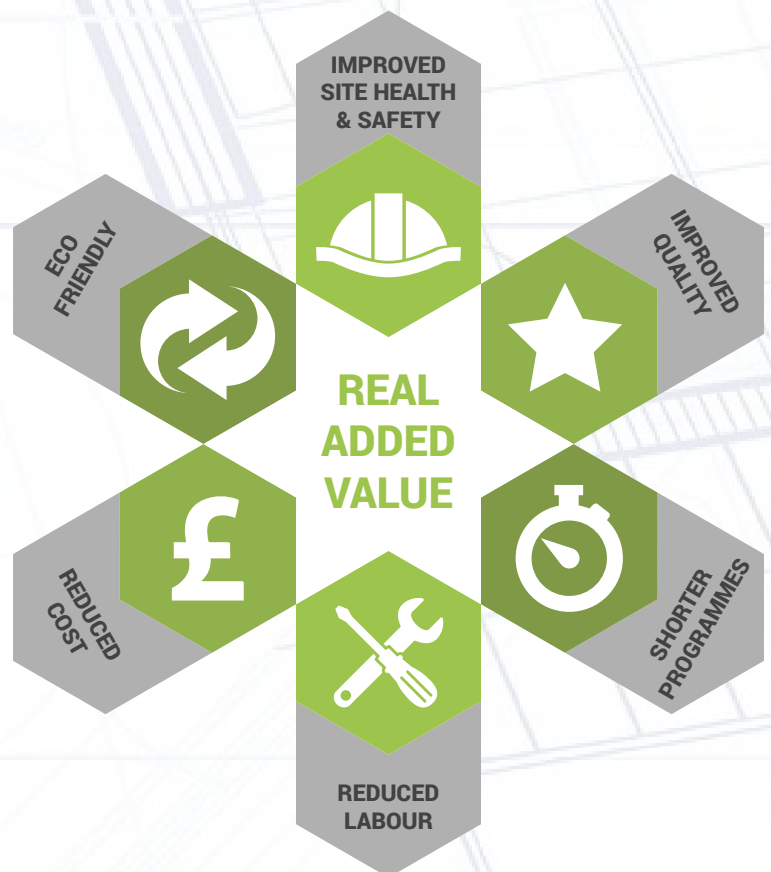 IMPROVED
SITE HEALTH
& SAFETY
ECO
FRIENDLY
IMPROVED
QUALITY
REAL
ADDED
VALUE
£
REDUCED
COST
SHORTER
PROGRAMMES
REDUCED
LABOUR